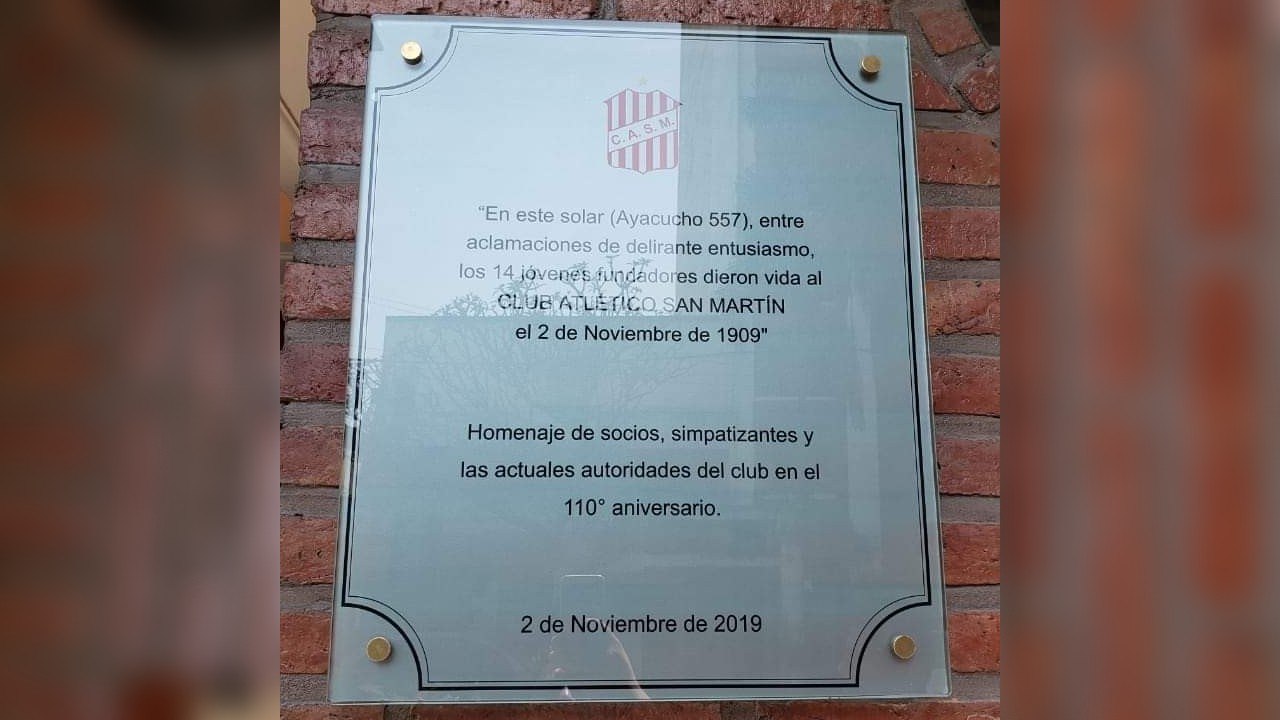 C.A.S.M.
“En este solar (Ayacucho 557), entre
aclamaciones de delirante entusiasmo,
los 14 jóvenes fundadores dieron vida al
CLUB ATLÉTICO SAN MARTÍN
el 2 de Noviembre de 1909"
Homenaje de socios, simpatizantes y
las actuales autoridades del club en el
110° aniversario.
2 de Noviembre de 2019